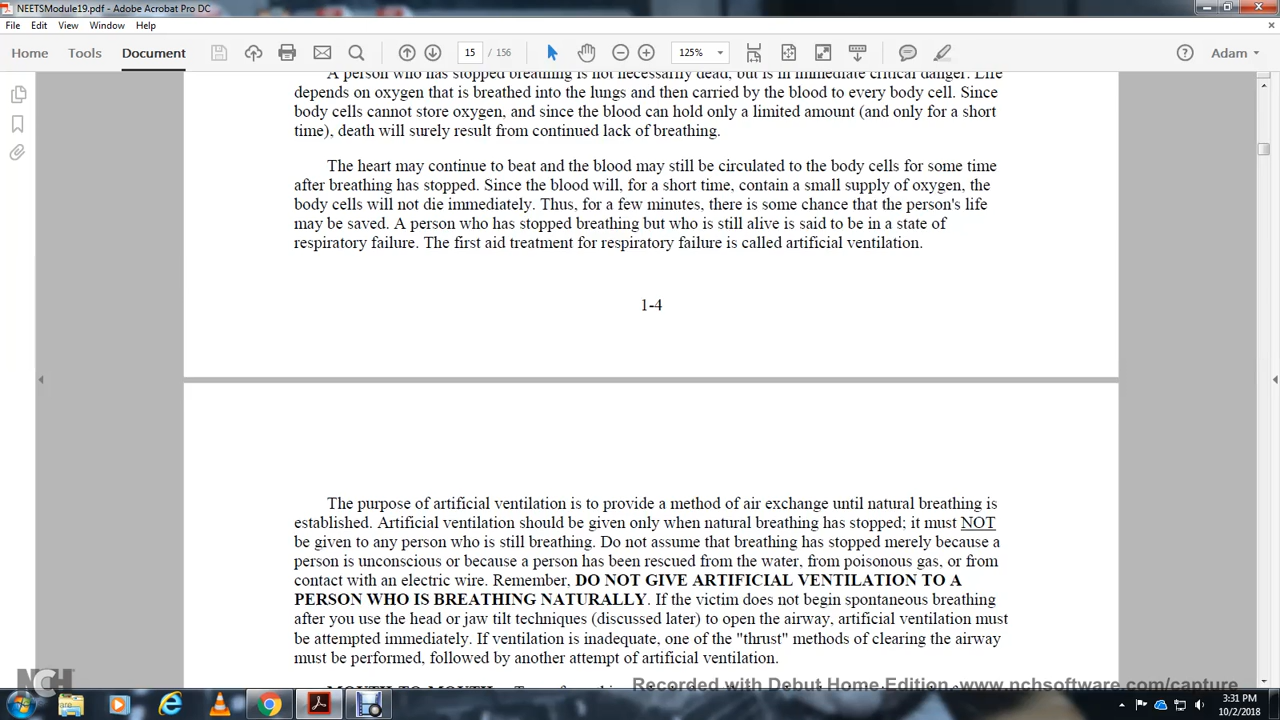 NEETSModule19.pdf - Adobe Acrobat Pro DC
File Edit View Window Help
Home Tools Document 15 / 156 125% Adam
A person who has stopped breathing is not necessarily dead, but is in immediate critical danger. Life
depends on oxygen that is breathed into the lungs and then carried by the blood to every body cell. Since
body cells cannot store oxygen, and since the blood can hold only a limited amount (and only for a short
time), death will surely result from continued lack of breathing.
The heart may continue to beat and the blood may still be circulated to the body cells for some time
after breathing has stopped. Since the blood will, for a short time, contain a small supply of oxygen, the
body cells will not die immediately. Thus, for a few minutes, there is some chance that the person's life
may be saved. A person who has stopped breathing but who is still alive is said to be in a state of
respiratory failure. The first aid treatment for respiratory failure is called artificial ventilation.
1-4
The purpose of artificial ventilation is to provide a method of air exchange until natural breathing is
established. Artificial ventilation should be given only when natural breathing has stopped; it must NOT
be given to any person who is still breathing. Do not assume that breathing has stopped merely because a
person is unconscious or because a person has been rescued from the water, from poisonous gas, or from
contact with an electric wire. Remember, DO NOT GIVE ARTIFICIAL VENTILATION TO A
PERSON WHO IS BREATHING NATURALLY. If the victim does not begin spontaneous breathing
after you use the head or jaw tilt techniques (discussed later) to open the airway, artificial ventilation must
be attempted immediately. If ventilation is inadequate, one of the "thrust" methods of clearing the airway
must be performed, followed by another attempt of artificial ventilation.
MOUTH-TO-MOUTH
NCH
Recorded with Debut Home Edition www.nchsoftware.com/capture
3:31 PM
10/2/2018